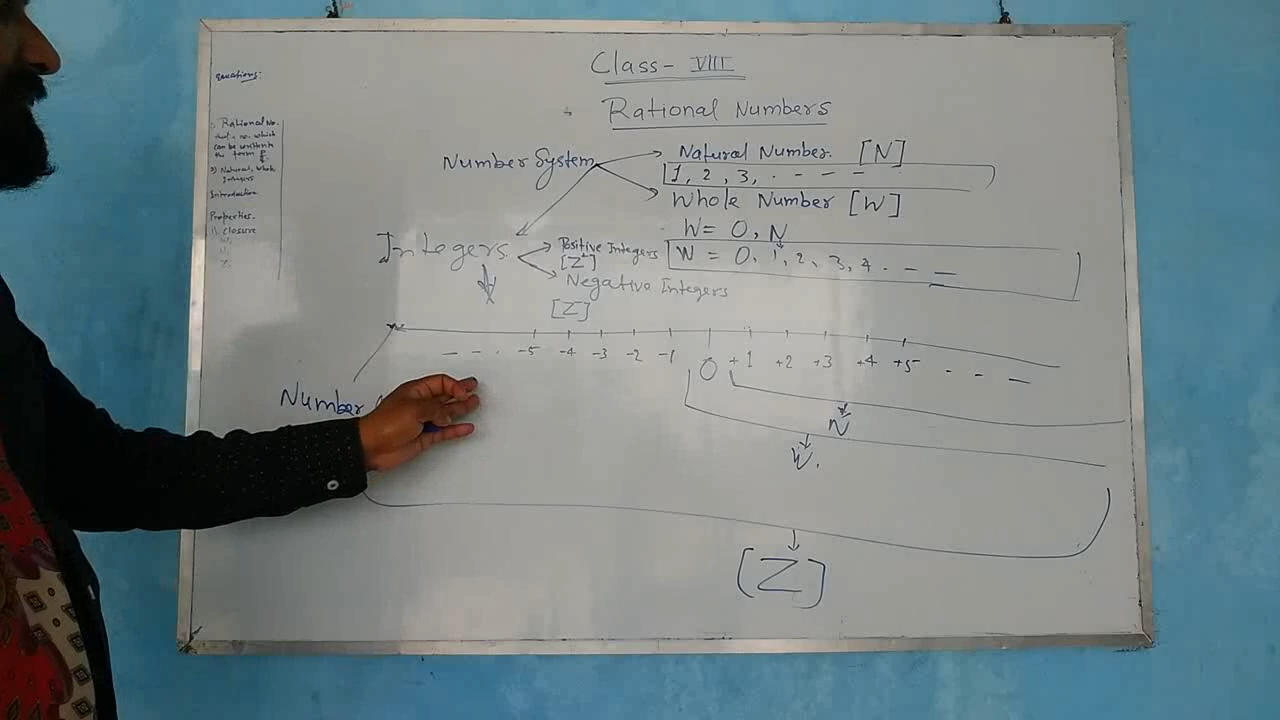 Class - VIII
Rational Numbers
Number System
Natural Number. [N]
1, 2, 3, . - - -
Whole Number [W]
W = 0, N
W = 0, 1, 2, 3, 4 . - - -
Integers
Positive Integers
[Z+]
Negative Integers
[Z-]
- - . -5 -4 -3 -2 -1 0 +1 +2 +3 +4 +5 . - - -
Number
N
W.
[Z]
1) Rational No.
that a no. which
can be
the form p/q.
2) Natural, Whole
Integers
Introduction
Properties.
1) Closure